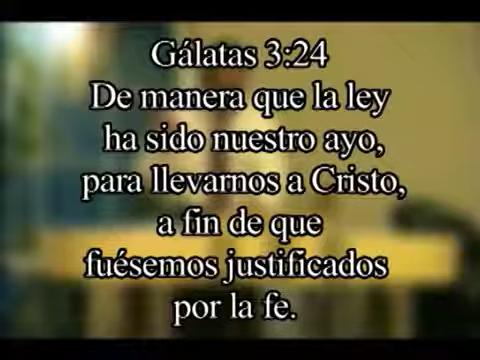 Gálatas 3:24
De manera que la ley
ha sido nuestro ayo,
para llevarnos a Cristo,
a fin de que
fuésemos justificados
por la fe.